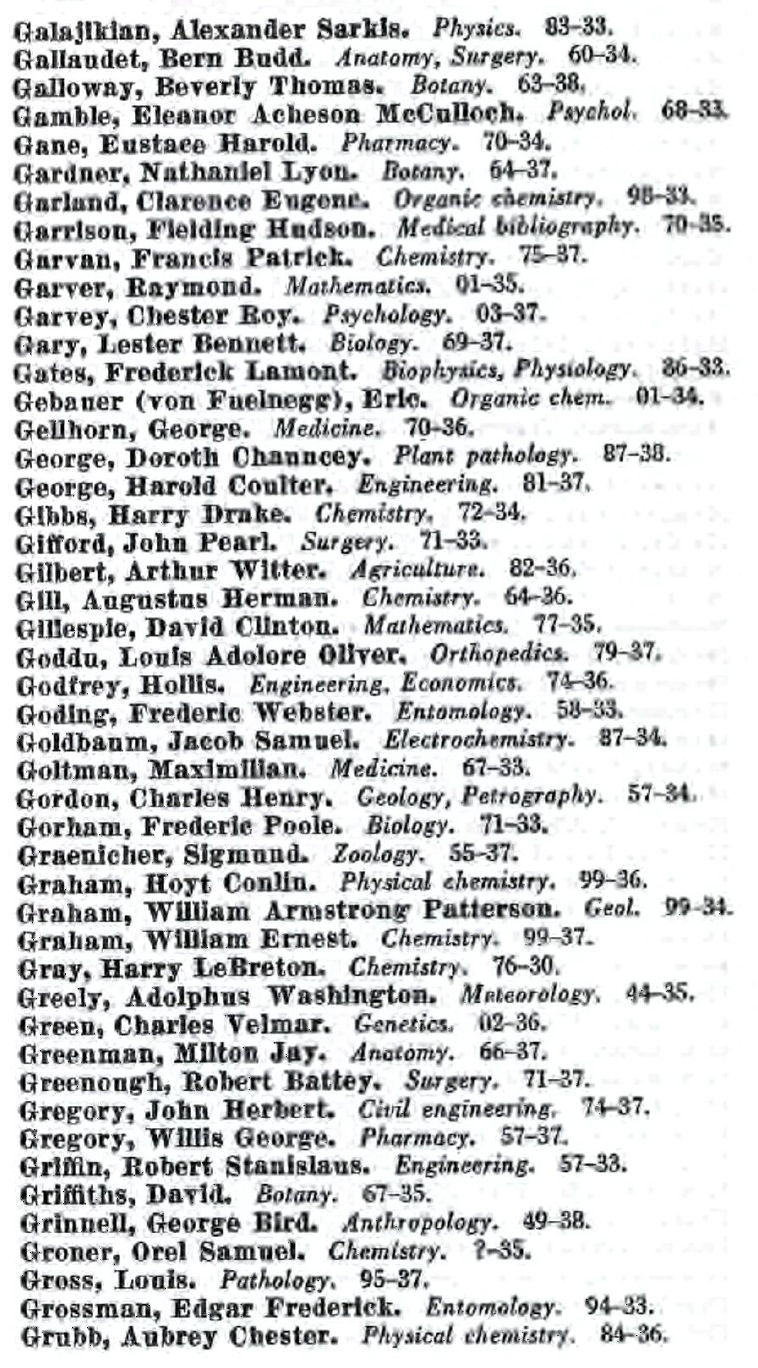 Galajikian, Alexander Sarkis. Physics. 83-33.
Gallaudet, Bern Budd. Anatomy, Surgery. 60-34.
Galloway, Beverly Thomas. Botany. 63-38.
Gamble, Eleanor Acheson McCulloch. Psychol. 68-33.
Gane, Eustace Harold. Pharmacy. 70-34.
Gardner, Nathaniel Lyon. Botany. 64-37.
Garland, Clarence Eugene. Organic chemistry. 98-33.
Garrison, Fielding Hudson. Medical bibliography. 70-35.
Garvan, Francis Patrick. Chemistry. 75-37.
Garver, Raymond. Mathematics. 01-35.
Garvey, Chester Roy. Psychology. 03-37.
Gary, Lester Bennett. Biology. 69-37.
Gates, Frederick Lamont. Biophysics, Physiology. 86-33.
Gebauer (von Fuelnegg), Eric. Organic chem. 01-34.
Gellhorn, George. Medicine. 70-36.
George, Doroth Chauncey. Plant pathology. 87-38.
George, Harold Coulter. Engineering. 81-37.
Gibbs, Harry Drake. Chemistry. 72-34.
Gifford, John Pearl. Surgery. 71-33.
Gilbert, Arthur Witter. Agriculture. 82-36.
Gill, Augustus Herman. Chemistry. 64-36.
Gillespie, David Clinton. Mathematics. 77-35.
Goddu, Louis Adolore Oliver. Orthopedics. 79-37.
Godfrey, Hollis. Engineering, Economics. 74-36.
Goding, Frederic Webster. Entomology. 58-33.
Goldbaum, Jacob Samuel. Electrochemistry. 87-34.
Goltman, Maximilian. Medicine. 67-33.
Gordon, Charles Henry. Geology, Petrography. 57-34.
Gorham, Frederic Poole. Biology. 71-33.
Graenicher, Sigmund. Zoology. 55-37.
Graham, Hoyt Conlin. Physical chemistry. 99-36.
Graham, William Armstrong Patterson. Geol. 99-34.
Graham, William Ernest. Chemistry. 99-37.
Gray, Harry LeBreton. Chemistry. 76-30.
Greely, Adolphus Washington. Meteorology. 44-35.
Green, Charles Velmar. Genetics. 02-36.
Greenman, Milton Jay. Anatomy. 66-37.
Greenough, Robert Battey. Surgery. 71-37.
Gregory, John Herbert. Civil engineering. 74-37.
Gregory, Willis George. Pharmacy. 57-37.
Griffin, Robert Stanislaus. Engineering. 57-33.
Griffiths, David. Botany. 67-35.
Grinnell, George Bird. Anthropology. 49-38.
Groner, Orel Samuel. Chemistry. ?-35.
Gross, Louis. Pathology. 95-37.
Grossman, Edgar Frederick. Entomology. 94-33.
Grubb, Aubrey Chester. Physical chemistry. 84-36.